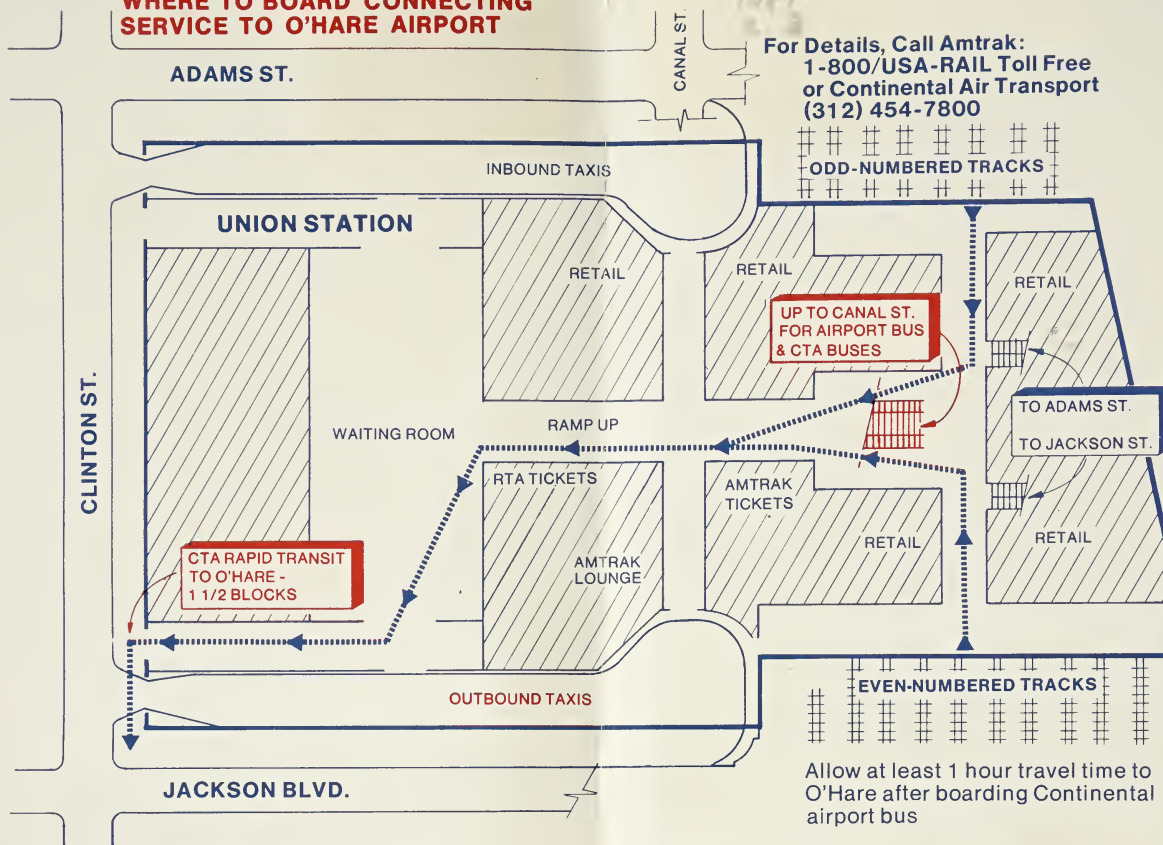 WHERE TO BOARD CONNECTING
SERVICE TO O'HARE AIRPORT
CANAL ST.
For Details, Call Amtrak:
1-800/USA-RAIL Toll Free
or Continental Air Transport
(312) 454-7800
ADAMS ST.
INBOUND TAXIS
ODD-NUMBERED TRACKS
UNION STATION
RETAIL
RETAIL
RETAIL
UP TO CANAL ST.
FOR AIRPORT BUS
& CTA BUSES
CLINTON ST.
WAITING ROOM
RAMP UP
TO ADAMS ST.
TO JACKSON ST.
RTA TICKETS
AMTRAK
TICKETS
RETAIL
RETAIL
CTA RAPID TRANSIT
TO O'HARE -
1 1/2 BLOCKS
AMTRAK
LOUNGE
OUTBOUND TAXIS
EVEN-NUMBERED TRACKS
JACKSON BLVD.
Allow at least 1 hour travel time to
O'Hare after boarding Continental
airport bus